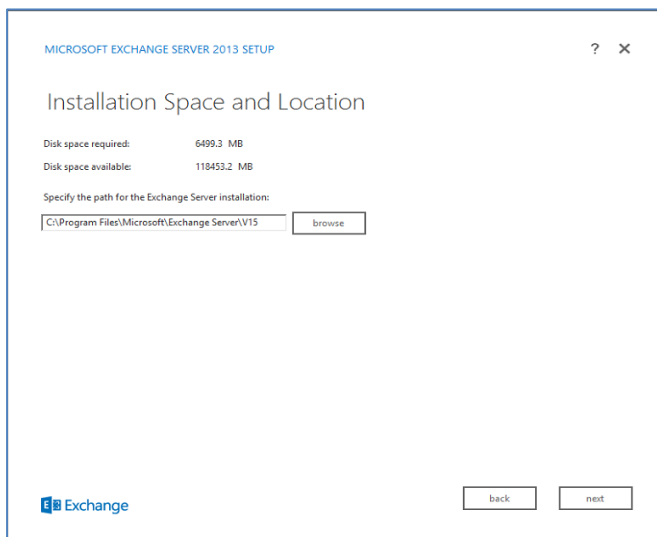 MICROSOFT EXCHANGE SERVER 2013 SETUP
? ✕
Installation Space and Location
Disk space required: 6499.3 MB
Disk space available: 118453.2 MB
Specify the path for the Exchange Server installation:
C:\Program Files\Microsoft\Exchange Server\V15 browse
back next
E Exchange